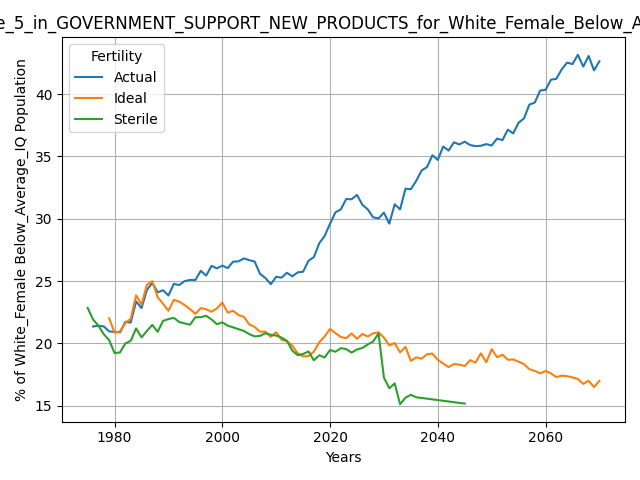 e_5_in_GOVERNMENT_SUPPORT_NEW_PRODUCTS_for_White_Female_Below_A
Fertility
Actual
Ideal
Sterile
% of White_Female Below_Average_IQ Population
40
35
30
25
20
15
1980
2000
2020
2040
2060
Years